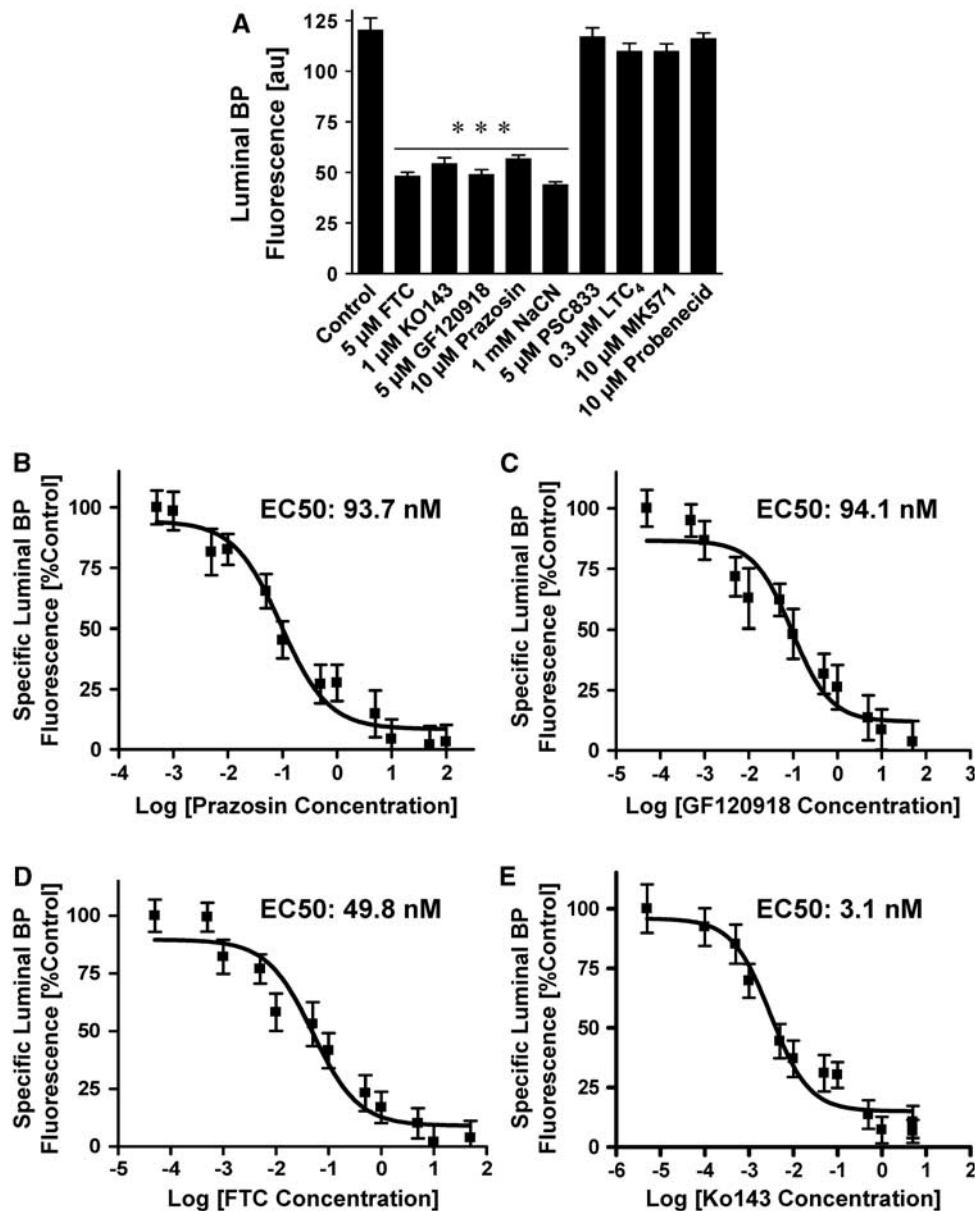 A
Luminal BP
Fluorescence [au]
125
100
75
50
25
0
* * *
Control
5 µM FTC
1 µM KO143
5 µM GF120918
10 µM Prazosin
1 mM NaCN
5 µM PSC833
0.3 µM LTC4
10 µM MK571
10 µM Probenecid
B
Specific Luminal BP
Fluorescence [%Control]
100
75
50
25
0
EC50: 93.7 nM
-4 -3 -2 -1 0 1 2
Log [Prazosin Concentration]
C
Specific Luminal BP
Fluorescence [%Control]
100
75
50
25
0
EC50: 94.1 nM
-5 -4 -3 -2 -1 0 1 2 3
Log [GF120918 Concentration]
D
Specific Luminal BP
Fluorescence [%Control]
100
75
50
25
0
EC50: 49.8 nM
-5 -4 -3 -2 -1 0 1 2
Log [FTC Concentration]
E
Specific Luminal BP
Fluorescence [%Control]
100
75
50
25
0
EC50: 3.1 nM
-6 -5 -4 -3 -2 -1 0 1 2
Log [Ko143 Concentration]